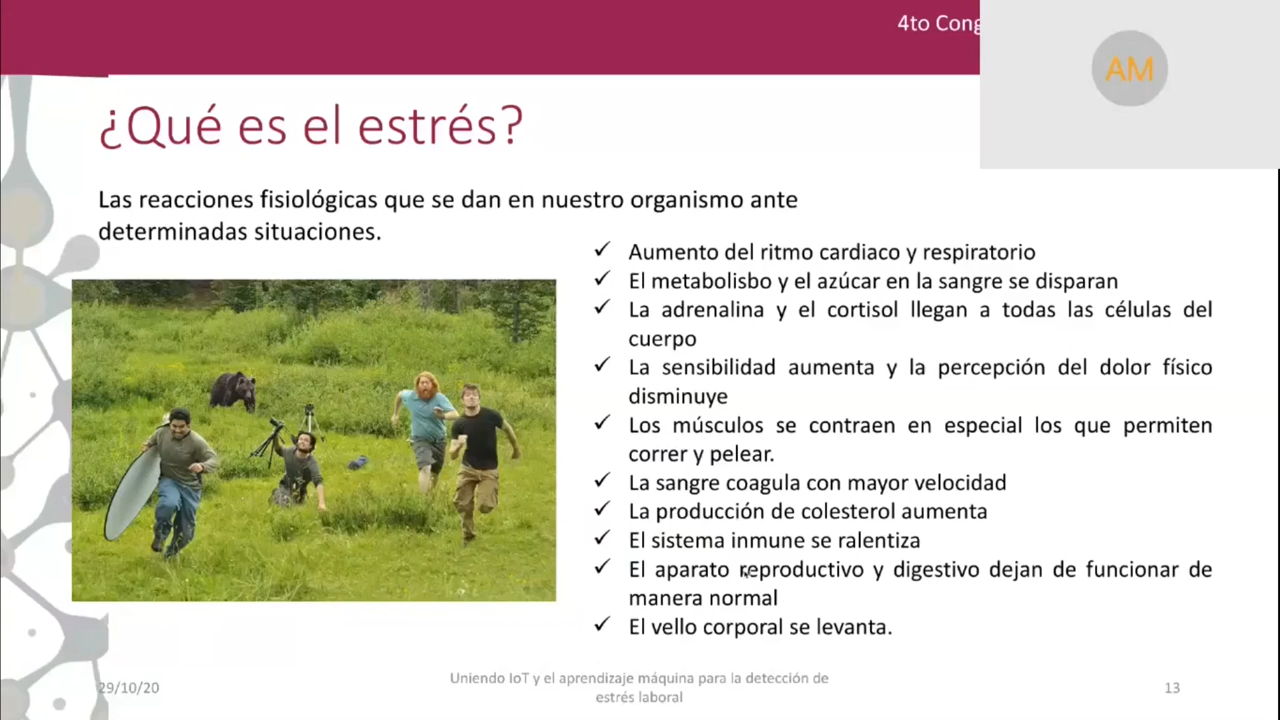 4to Cong
AM
¿Qué es el estrés?
Las reacciones fisiológicas que se dan en nuestro organismo ante
determinadas situaciones.
✓ Aumento del ritmo cardiaco y respiratorio
✓ El metabolisbo y el azúcar en la sangre se disparan
✓ La adrenalina y el cortisol llegan a todas las células del
cuerpo
✓ La sensibilidad aumenta y la percepción del dolor físico
disminuye
✓ Los músculos se contraen en especial los que permiten
correr y pelear.
✓ La sangre coagula con mayor velocidad
✓ La producción de colesterol aumenta
✓ El sistema inmune se ralentiza
✓ El aparato reproductivo y digestivo dejan de funcionar de
manera normal
✓ El vello corporal se levanta.
29/10/20
Uniendo IoT y el aprendizaje máquina para la detección de
estrés laboral
13